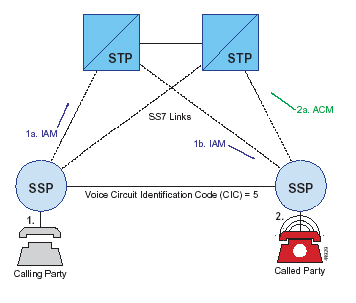 STP
STP
2a. ACM
SS7 Links
1a. IAM
1b. IAM
SSP
SSP
Voice Circuit Identification Code (CIC) = 5
1.
2.
Calling Party
Called Party